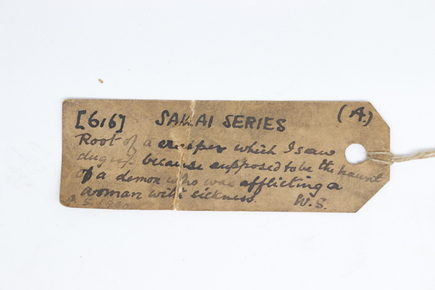 [616] SAKAI SERIES (A.)
Root of a creeper which I saw
dug up because supposed to be the haunt
of a demon who was afflicting a
woman with sickness. W.S.